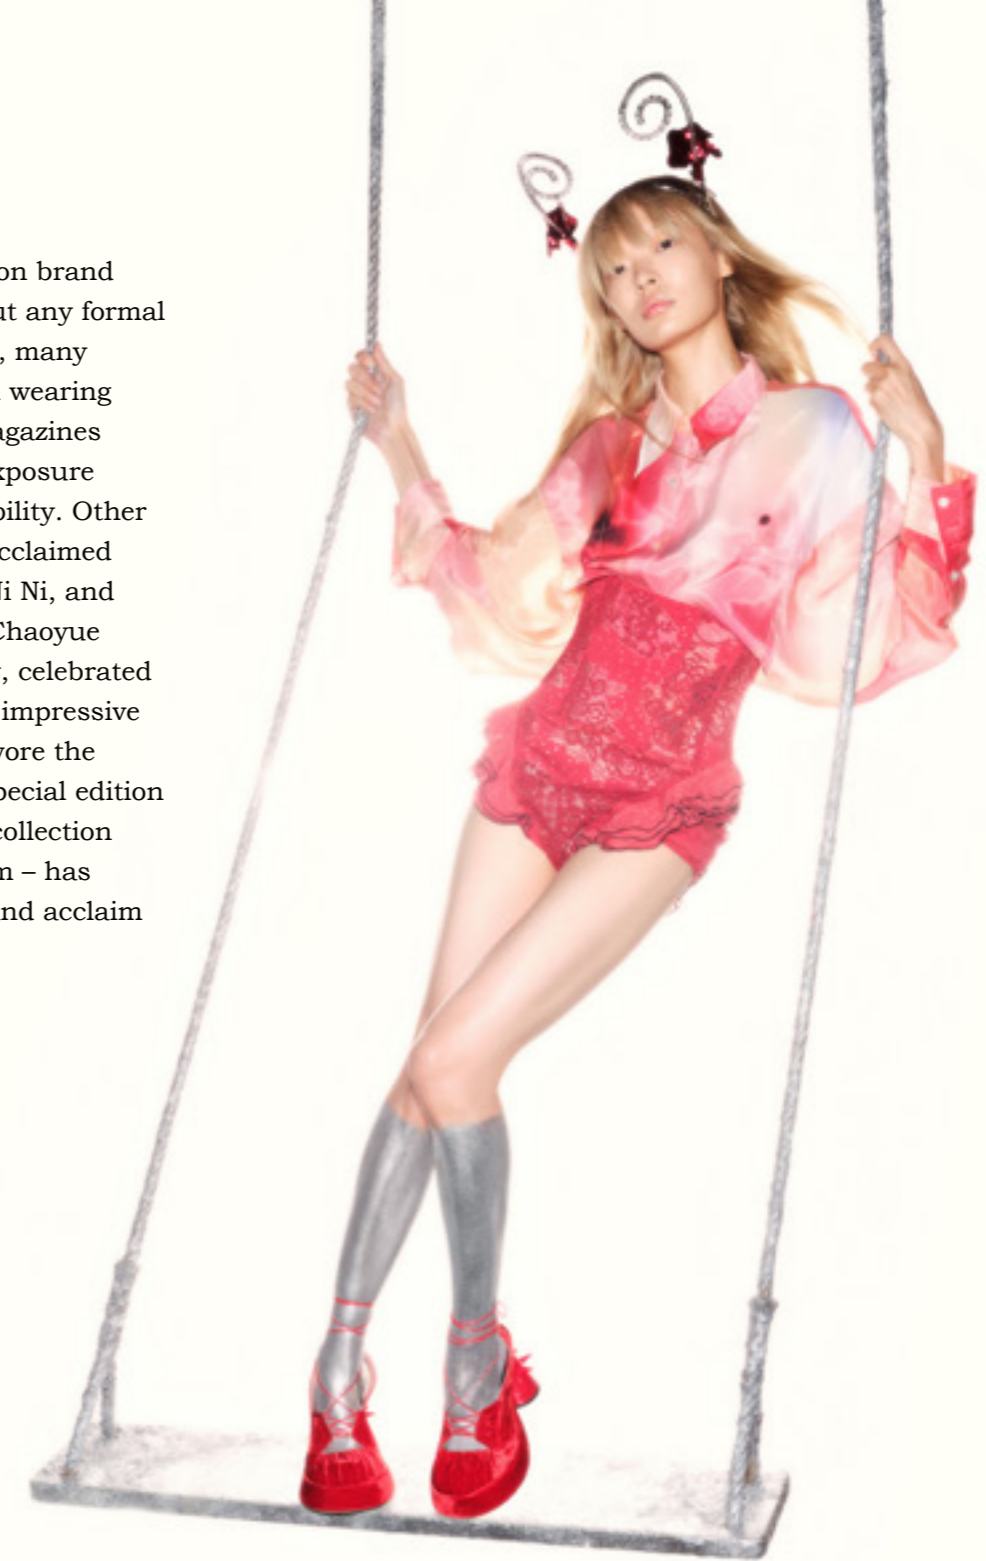 on brand
ut any formal
, many
wearing
agazines
xposure
bility. Other
cclaimed
i Ni, and
Chaoyue
, celebrated
impressive
wore the
pecial edition
collection
n – has
nd acclaim